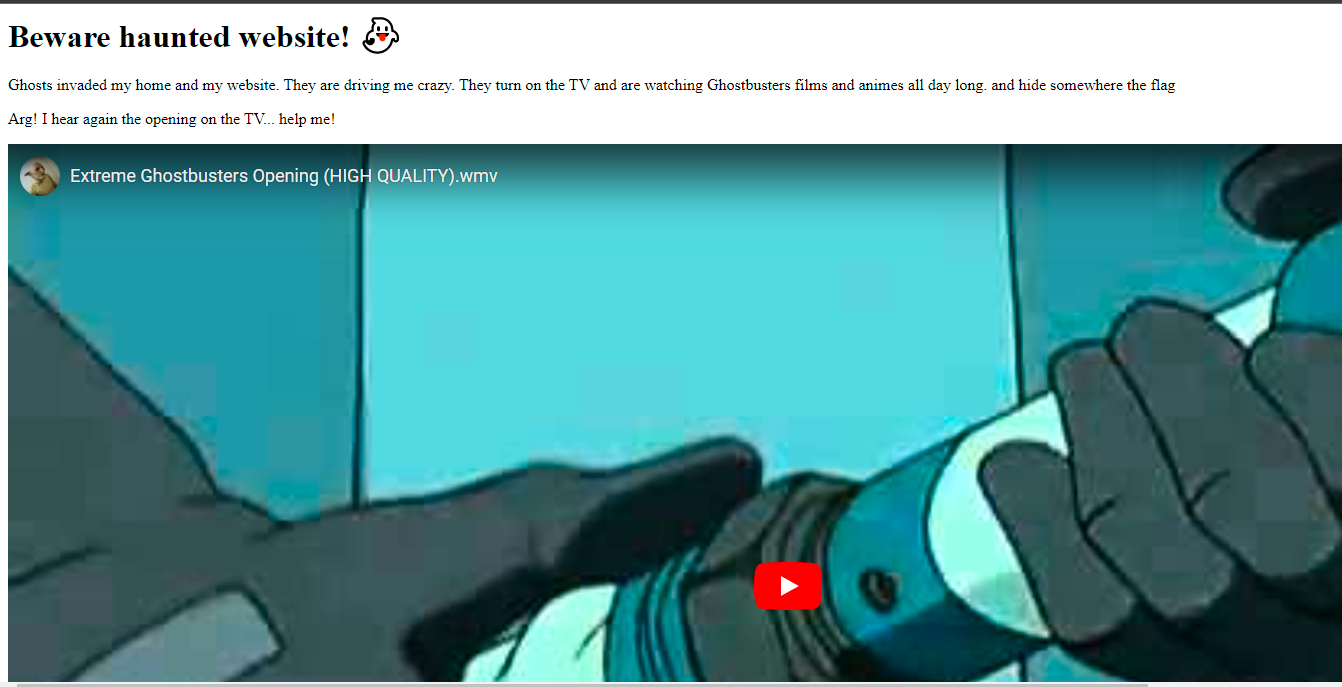 Beware haunted website!
Ghosts invaded my home and my website. They are driving me crazy. They turn on the TV and are watching Ghostbusters films and animes all day long. and hide somewhere the flag
Arg! I hear again the opening on the TV... help me!
Extreme Ghostbusters Opening (HIGH QUALITY).wmv